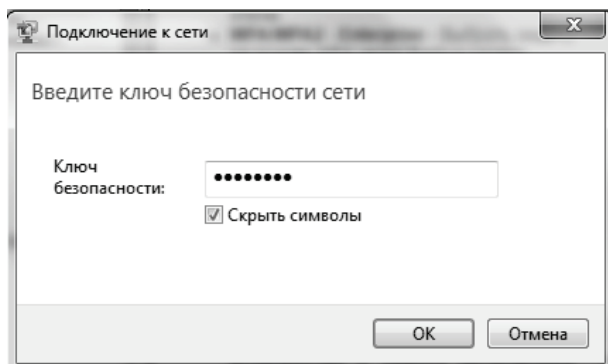 Подключение к сети
Введите ключ безопасности сети
Ключ
безопасности:
••••••••
Скрыть символы
OK
Отмена